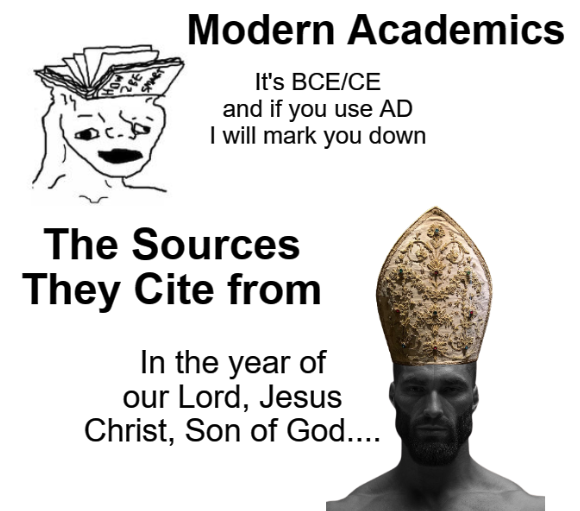 Modern Academics
HOW
2 BE
SMART
It's BCE/CE
and if you use AD
I will mark you down
The Sources
They Cite from
In the year of
our Lord, Jesus
Christ, Son of God....